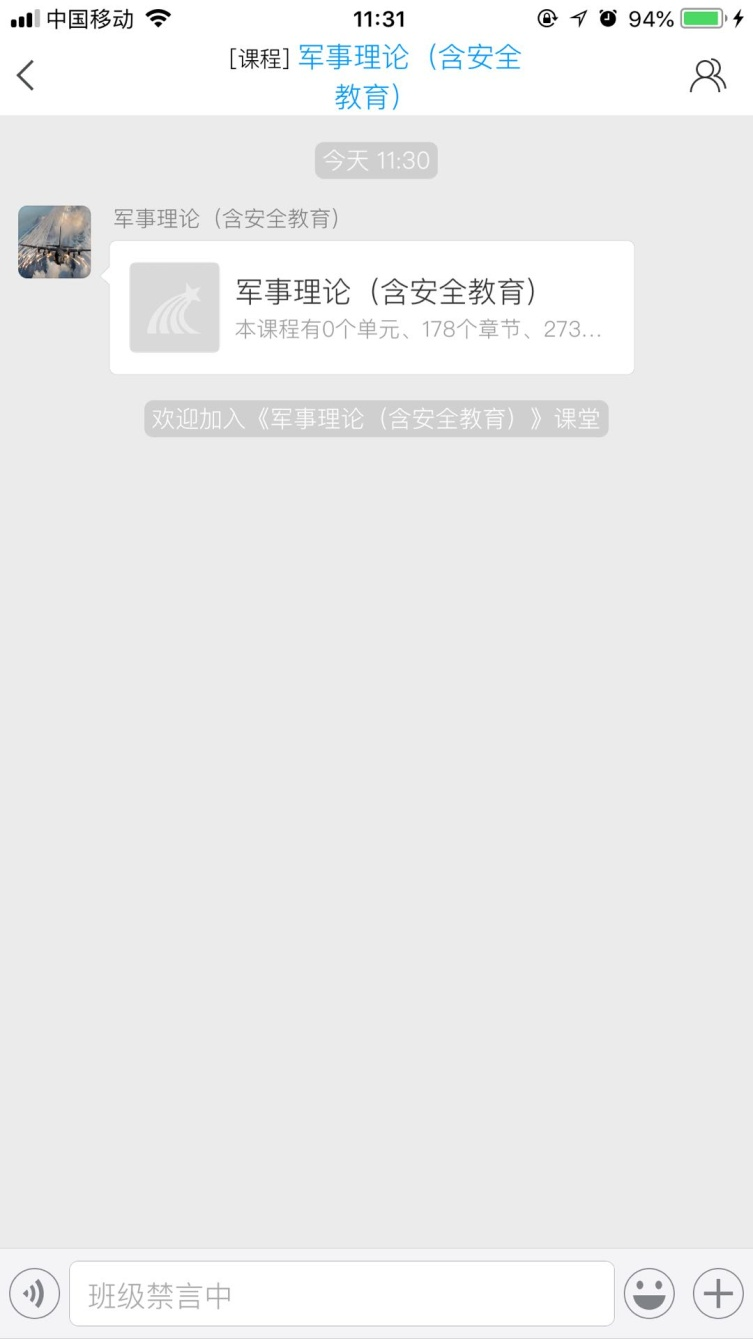 中国移动 11:31 94%
[课程] 军事理论（含安全
教育）
今天 11:30
军事理论（含安全教育）
军事理论（含安全教育）
本课程有0个单元、178个章节、273...
欢迎加入《军事理论（含安全教育）》课堂
班级禁言中